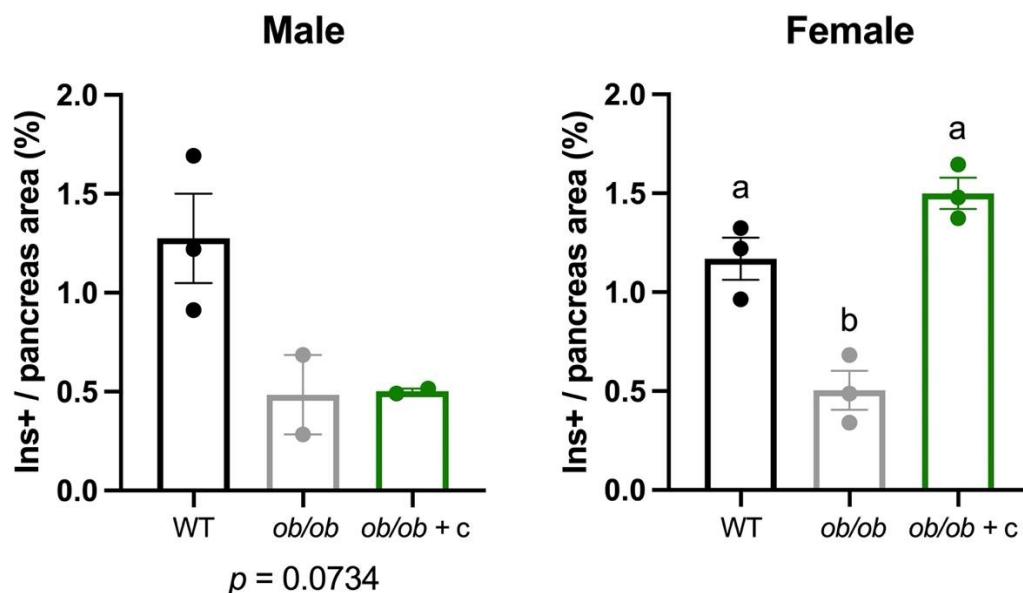 Male
Ins+ / pancreas area (%)
2.0
1.5
1.0
0.5
0.0
WT
ob/ob
ob/ob + c
p = 0.0734
Female
Ins+ / pancreas area (%)
2.0
1.5
1.0
0.5
0.0
a
b
a
WT
ob/ob
ob/ob + c